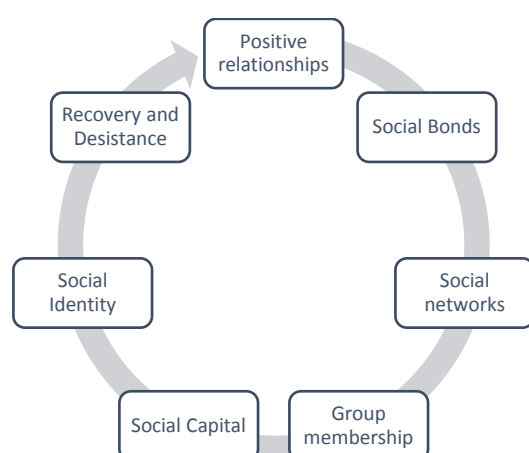 Positive
relationships
Social Bonds
Social
networks
Group
membership
Social Capital
Social
Identity
Recovery and
Desistance